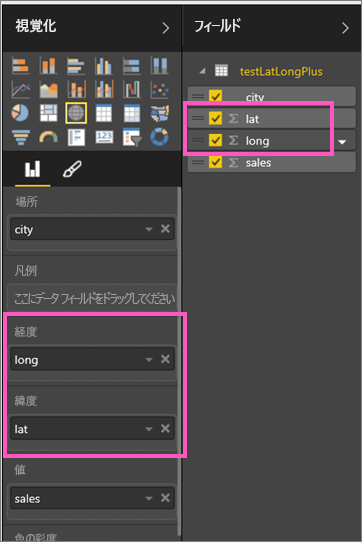 視覚化
フィールド
testLatLongPlus
city
lat
long
sales
場所
city
凡例
ここにデータ フィールドをドラッグしてください
経度
long
緯度
lat
値
sales
色の彩度